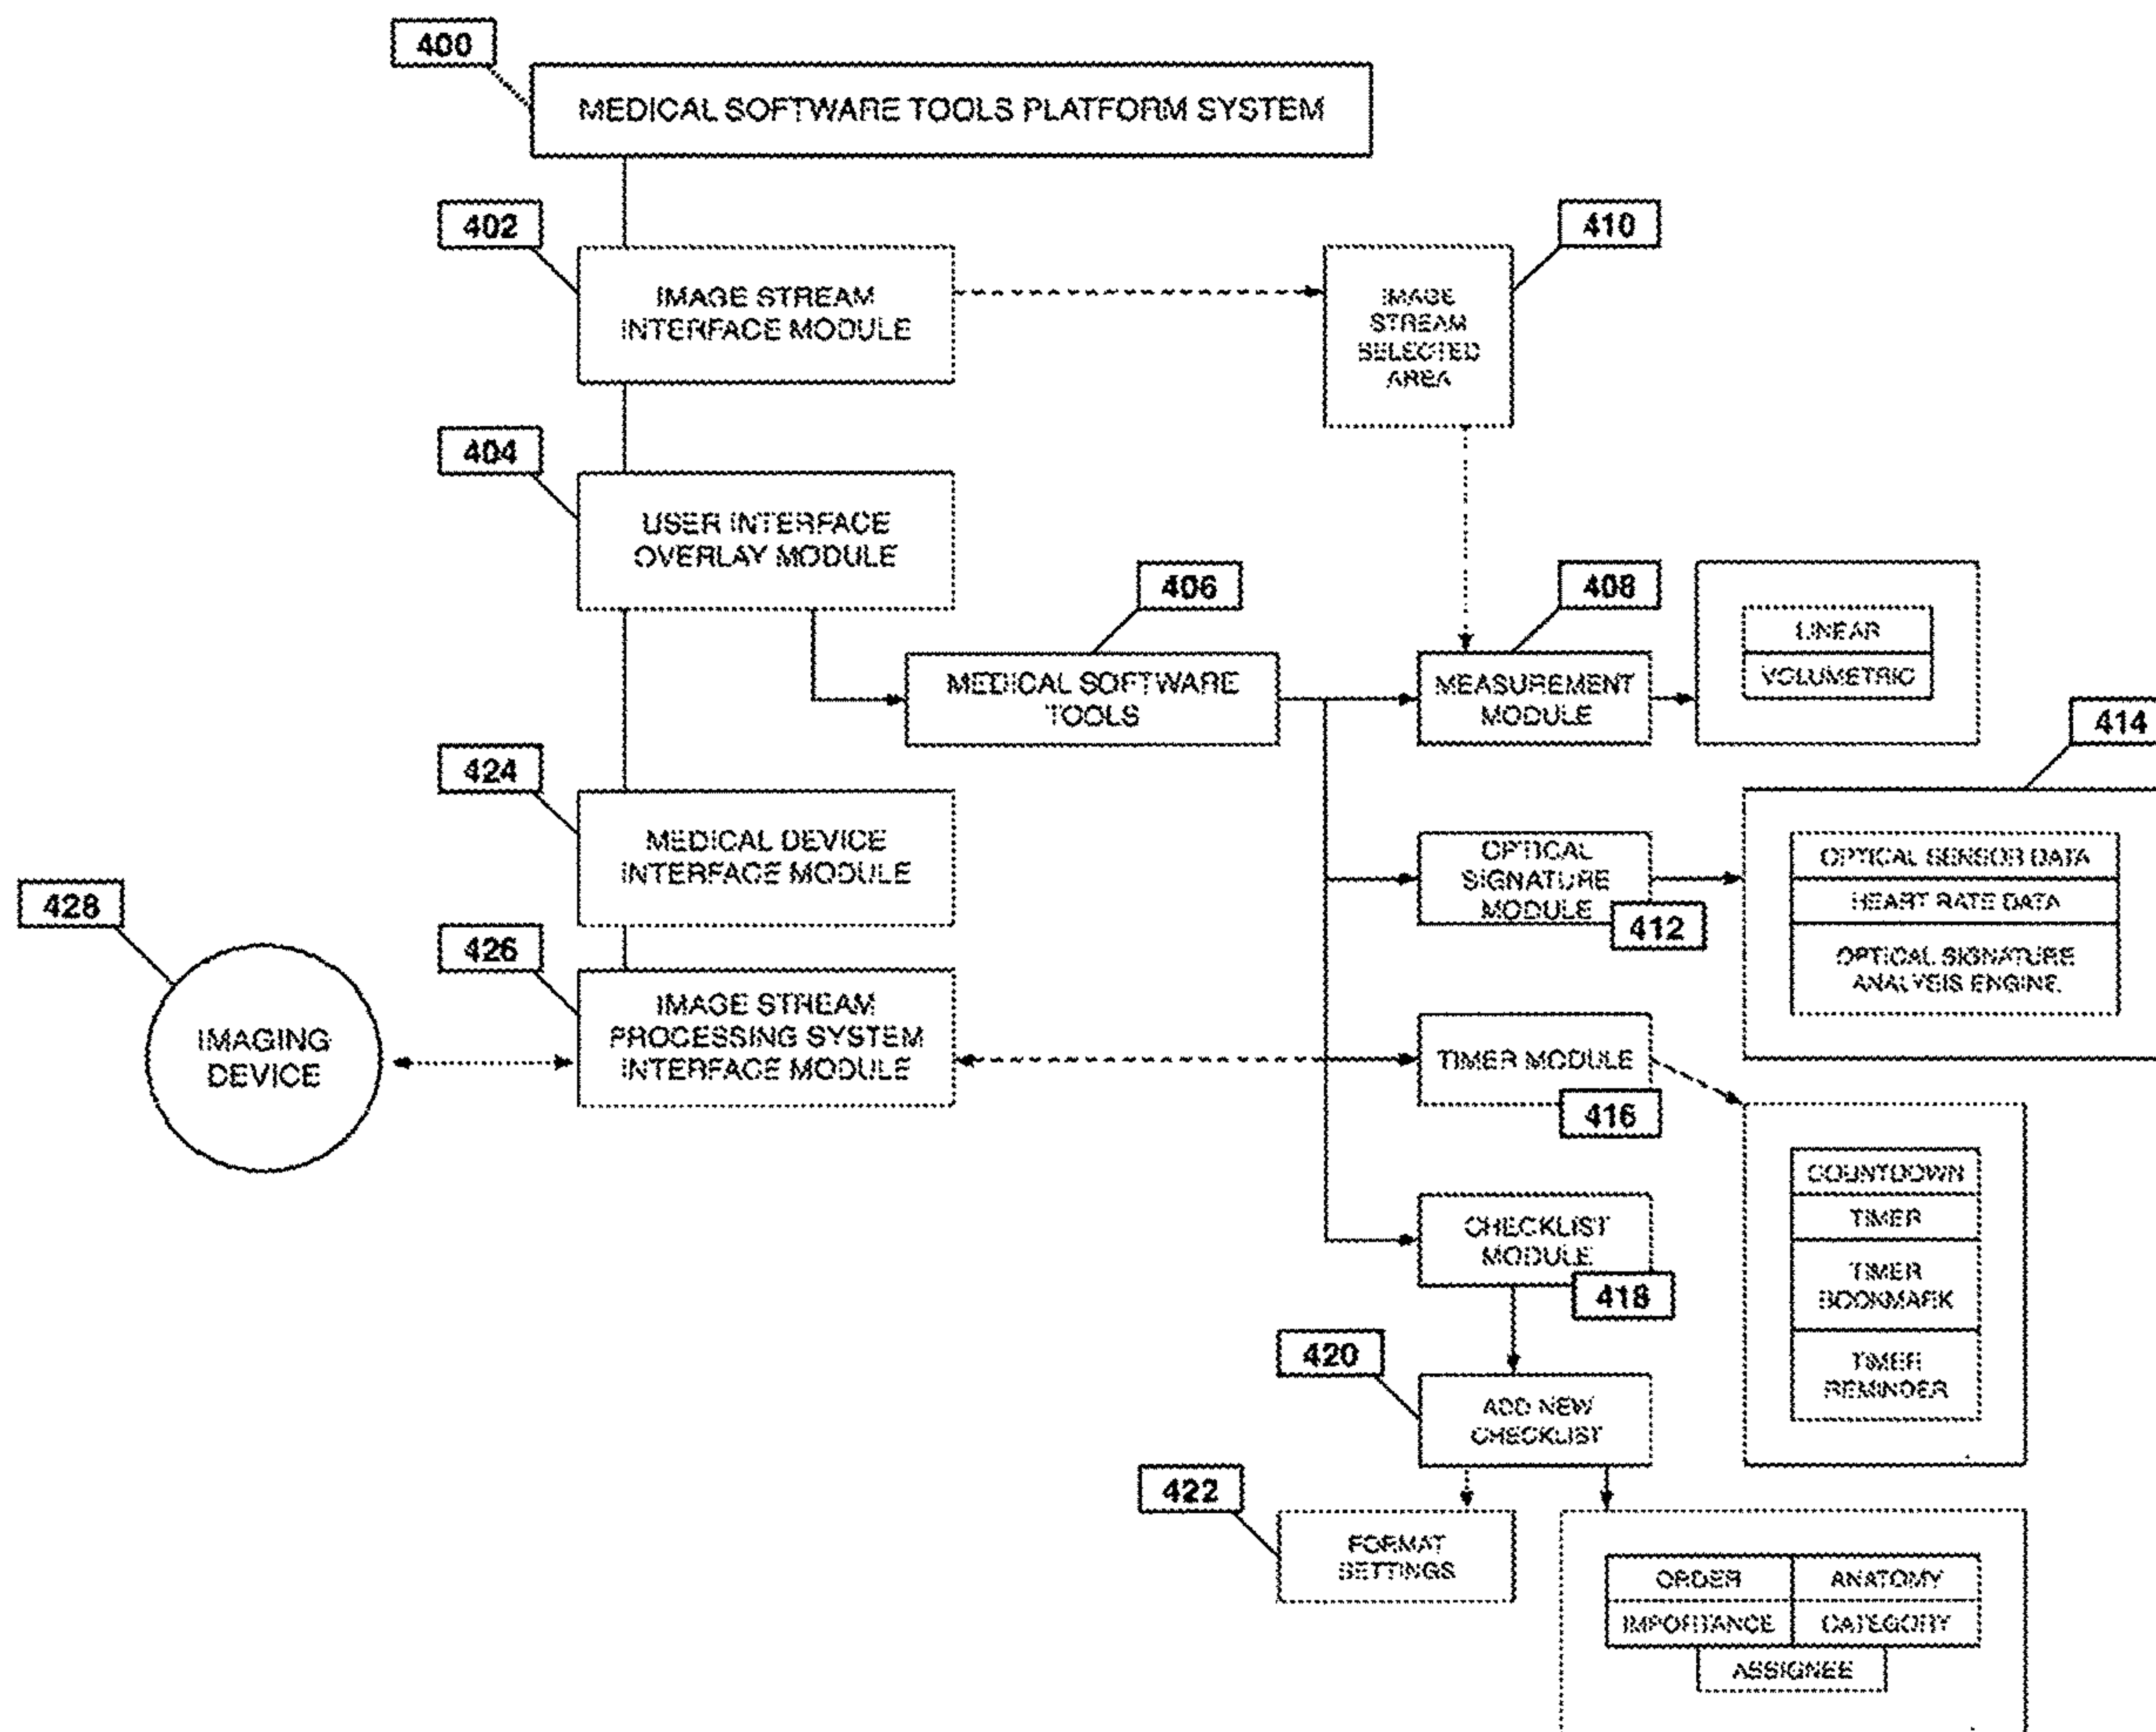 400
MEDICAL SOFTWARE TOOLS PLATFORM SYSTEM
402
IMAGE STREAM
INTERFACE MODULE
410
IMAGE
STREAM
SELECTED
AREA
404
USER INTERFACE
OVERLAY MODULE
406
MEDICAL SOFTWARE
TOOLS
408
MEASUREMENT
MODULE
LINEAR
VOLUMETRIC
414
424
MEDICAL DEVICE
INTERFACE MODULE
OPTICAL
SIGNATURE
MODULE
412
OPTICAL SENSOR DATA
HEART RATE DATA
OPTICAL SIGNATURE
ANALYSIS ENGINE
428
IMAGING
DEVICE
426
IMAGE STREAM
PROCESSING SYSTEM
INTERFACE MODULE
TIMER MODULE
416
COUNTDOWN
TIMER
TIMER
BOOKMARK
TIMER
REMINDER
CHECKLIST
MODULE
418
420
ADD NEW
CHECKLIST
422
FORMAT
SETTINGS
ORDER
ANATOMY
IMPORTANCE
CATEGORY
ASSIGNEE